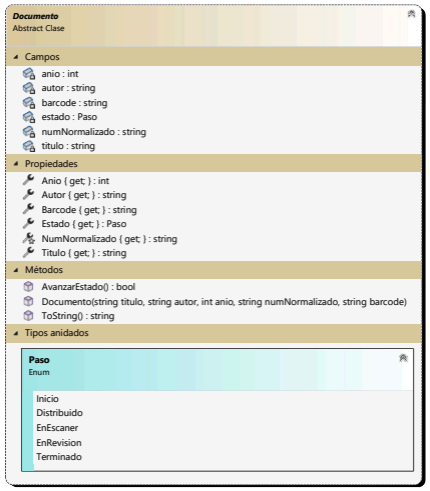 Documento
Abstract Clase
Campos
anio : int
autor : string
barcode : string
estado : Paso
numNormalizado : string
titulo : string
Propiedades
Anio { get; } : int
Autor { get; } : string
Barcode { get; } : string
Estado { get; } : Paso
NumNormalizado { get; } : string
Titulo { get; } : string
Métodos
AvanzarEstado() : bool
Documento(string titulo, string autor, int anio, string numNormalizado, string barcode)
ToString() : string
Tipos anidados
Paso
Enum
Inicio
Distribuido
EnEscaner
EnRevision
Terminado